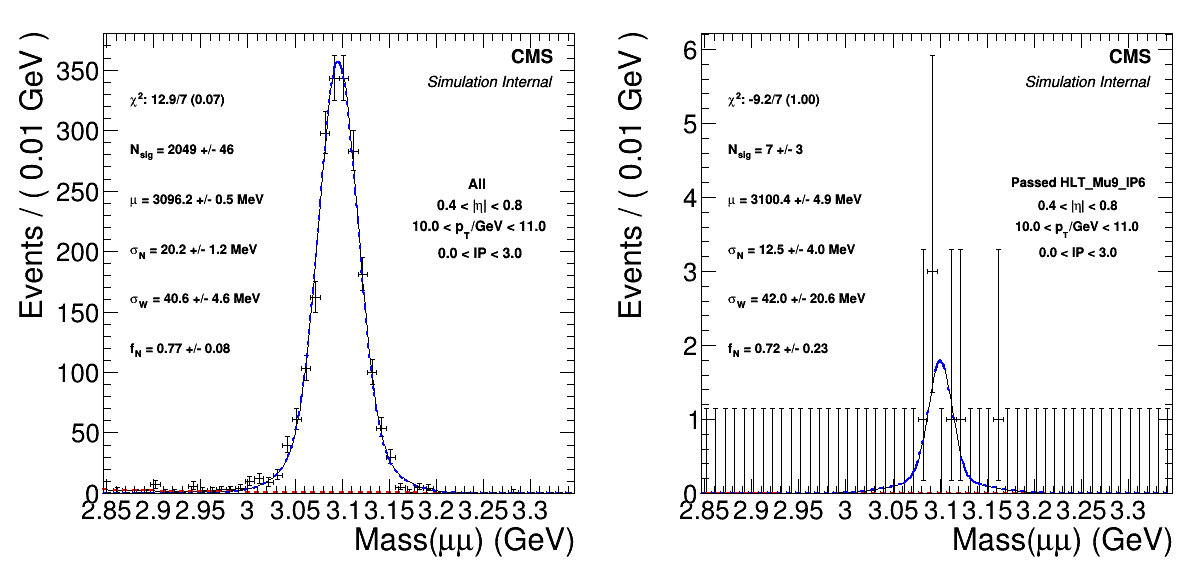 CMS
Simulation Internal
χ²: 12.9/7 (0.07)
N_sig = 2049 +/- 46
μ = 3096.2 +/- 0.5 MeV
σ_N = 20.2 +/- 1.2 MeV
σ_W = 40.6 +/- 4.6 MeV
f_N = 0.77 +/- 0.08
All
0.4 < |η| < 0.8
10.0 < p_T/GeV < 11.0
0.0 < IP < 3.0
Events / ( 0.01 GeV )
350
300
250
200
150
100
50
0
2.85 2.9 2.95 3 3.05 3.1 3.15 3.2 3.25 3.3
Mass(μμ) (GeV)
CMS
Simulation Internal
χ²: -9.2/7 (1.00)
N_sig = 7 +/- 3
μ = 3100.4 +/- 4.9 MeV
σ_N = 12.5 +/- 4.0 MeV
σ_W = 42.0 +/- 20.6 MeV
f_N = 0.72 +/- 0.23
Passed HLT_Mu9_IP6
0.4 < |η| < 0.8
10.0 < p_T/GeV < 11.0
0.0 < IP < 3.0
Events / ( 0.01 GeV )
6
5
4
3
2
1
0
2.85 2.9 2.95 3 3.05 3.1 3.15 3.2 3.25 3.3
Mass(μμ) (GeV)